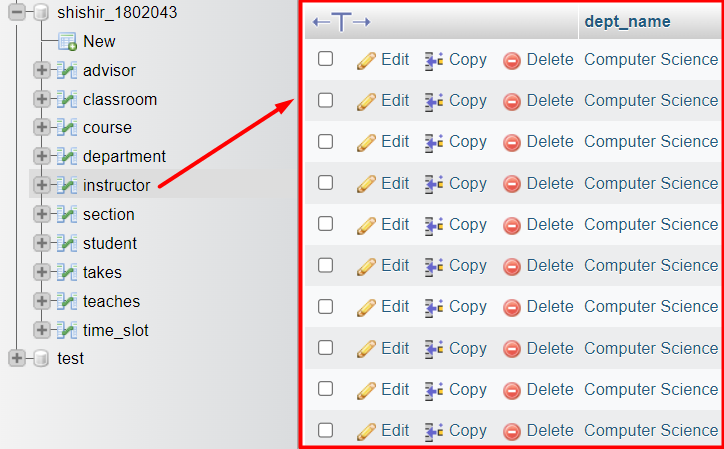 shishir_1802043
New
advisor
classroom
course
department
instructor
section
student
takes
teaches
time_slot
test
dept_name
Edit Copy Delete Computer Science
Edit Copy Delete Computer Science
Edit Copy Delete Computer Science
Edit Copy Delete Computer Science
Edit Copy Delete Computer Science
Edit Copy Delete Computer Science
Edit Copy Delete Computer Science
Edit Copy Delete Computer Science
Edit Copy Delete Computer Science
Edit Copy Delete Computer Science